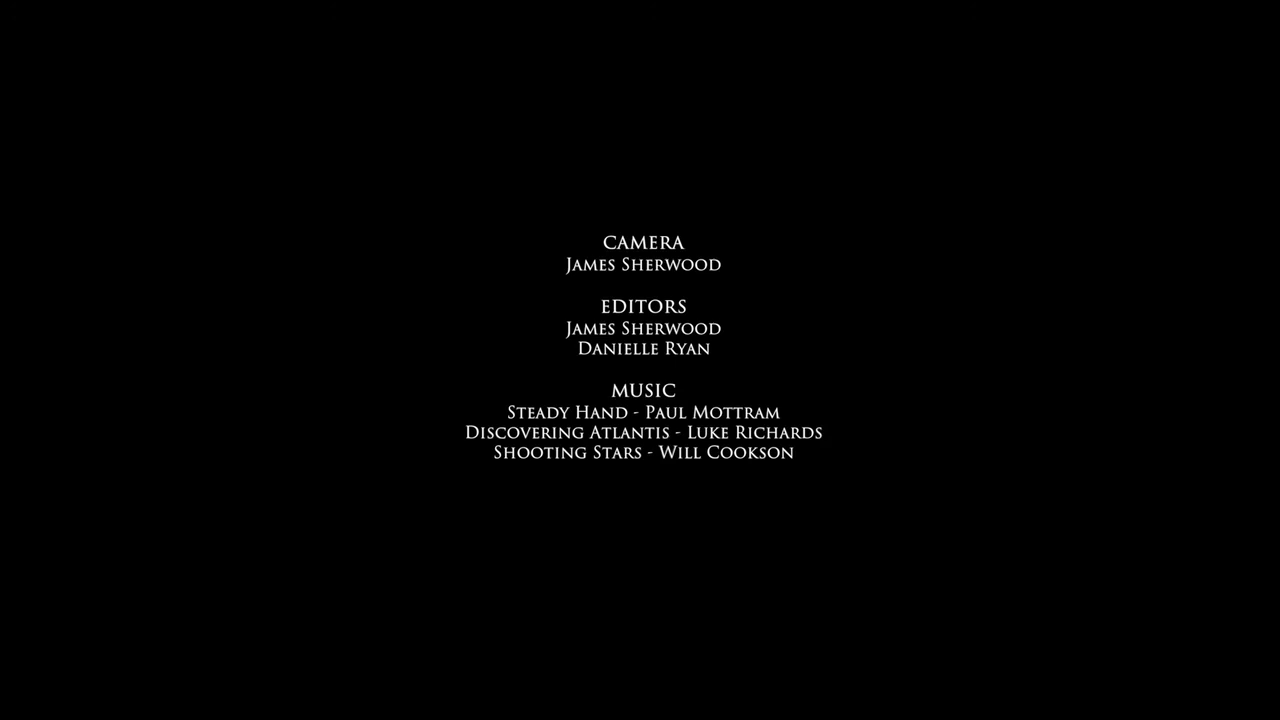 CAMERA
James Sherwood
EDITORS
James Sherwood
Danielle Ryan
MUSIC
Steady Hand - Paul Mottram
Discovering Atlantis - Luke Richards
Shooting Stars - Will Cookson